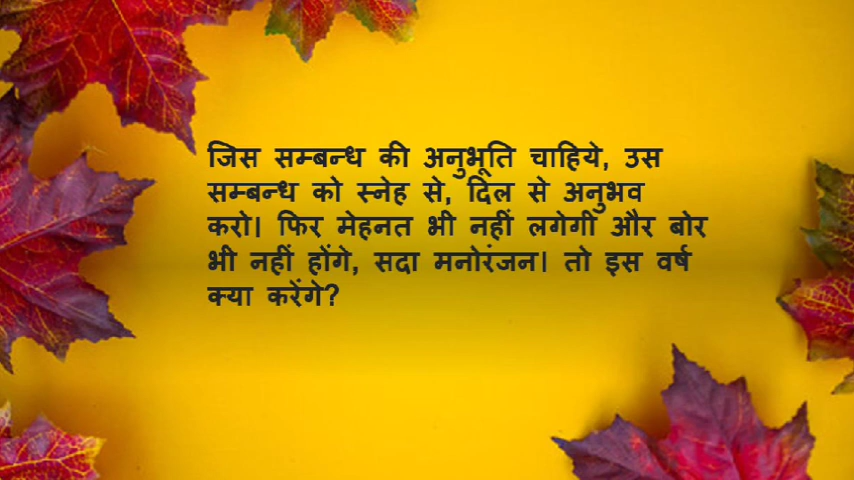 जिस सम्बन्ध की अनुभूति चाहिये, उस
सम्बन्ध को स्नेह से, दिल से अनुभव
करो। फिर मेहनत भी नहीं लगेगी और बोर
भी नहीं होंगे, सदा मनोरंजन। तो इस वर्ष
क्या करेंगे?